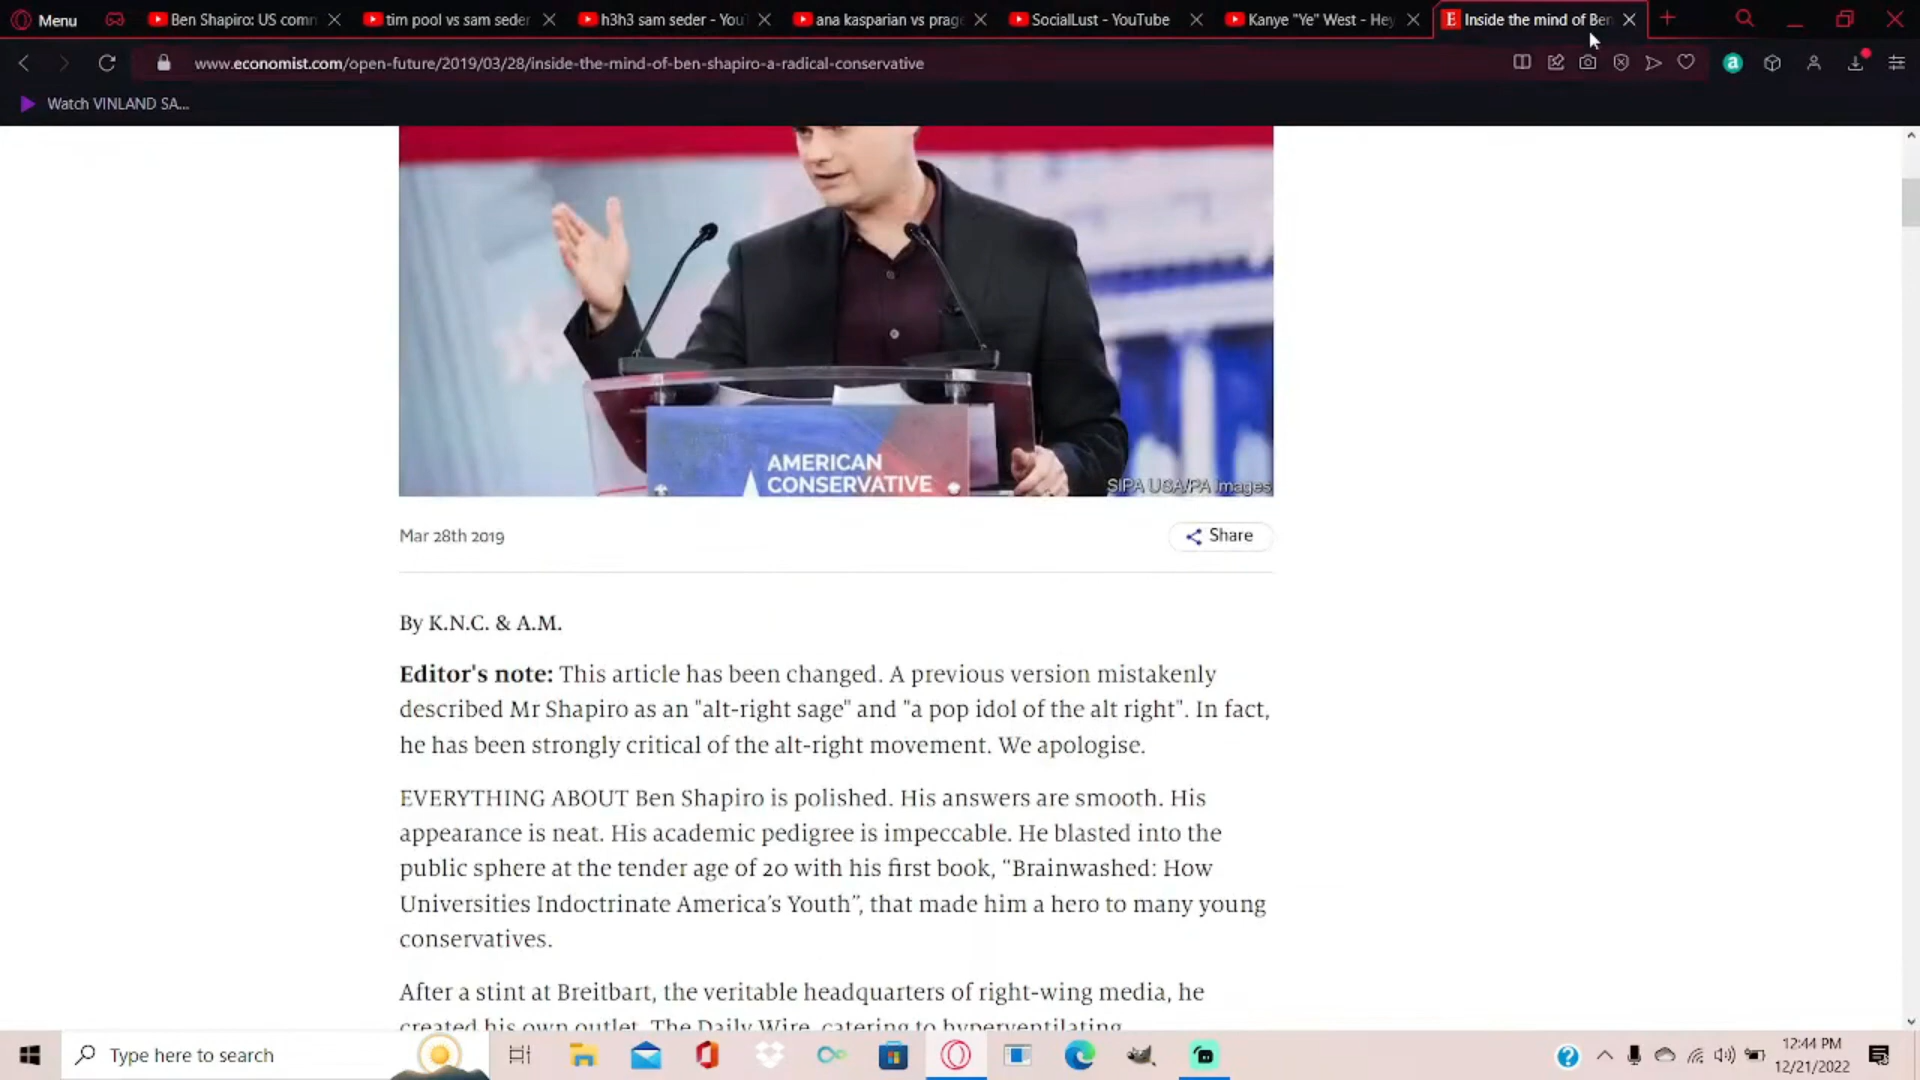 Menu
Ben Shapiro: US comm
tim pool vs sam seder
h3h3 sam seder - You
ana kasparian vs prage
SocialLust - YouTube
Kanye "Ye" West - Hey
Inside the mind of Ben
www.economist.com/open-future/2019/03/28/inside-the-mind-of-ben-shapiro-a-radical-conservative
Watch VINLAND SA...
AMERICAN
CONSERVATIVE
SIPA USA/PA Images
Mar 28th 2019
Share
By K.N.C. & A.M.
Editor's note: This article has been changed. A previous version mistakenly
described Mr Shapiro as an "alt-right sage" and "a pop idol of the alt right". In fact,
he has been strongly critical of the alt-right movement. We apologise.
EVERYTHING ABOUT Ben Shapiro is polished. His answers are smooth. His
appearance is neat. His academic pedigree is impeccable. He blasted into the
public sphere at the tender age of 20 with his first book, “Brainwashed: How
Universities Indoctrinate America’s Youth”, that made him a hero to many young
conservatives.
After a stint at Breitbart, the veritable headquarters of right-wing media, he
created his own outlet, The Daily Wire, catering to hyperventilating
Type here to search
12:44 PM
12/21/2022